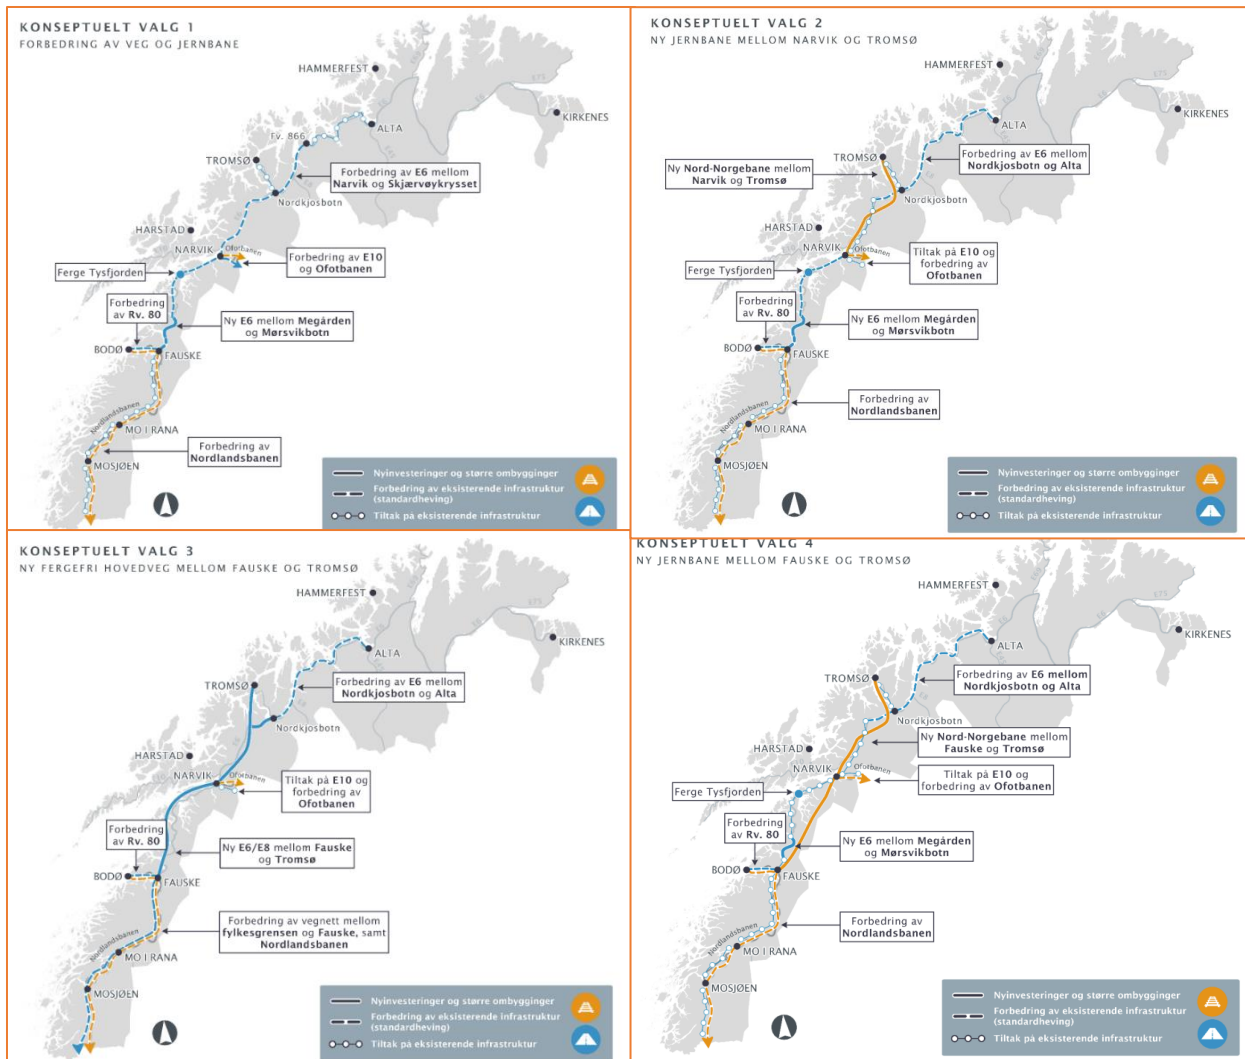 KONSEPTUELT VALG 1
FORBEDRING AV VEG OG JERNBANE
HAMMERFEST
KIRKENES
ALTA
Fv. 866
TROMSØ
Forbedring av E6 mellom
Narvik og Skjærvøykrysset
Nordkjosbotn
HARSTAD
NARVIK
Ofotbanen
Forbedring av E10
og Ofotbanen
Ferge Tysfjorden
Forbedring
av Rv. 80
Ny E6 mellom Megården
og Mørsvikbotn
BODØ
FAUSKE
Nordlandsbanen
MO I RANA
Forbedring av
Nordlandsbanen
MOSJØEN
Nyinvesteringer og større ombygginger
Forbedring av eksisterende infrastruktur
(standardheving)
Tiltak på eksisterende infrastruktur
KONSEPTUELT VALG 2
NY JERNBANE MELLOM NARVIK OG TROMSØ
HAMMERFEST
E75
E6
KIRKENES
ALTA
TROMSØ
Ny Nord-Norgebane mellom
Narvik og Tromsø
Forbedring av E6 mellom
Nordkjosbotn og Alta
Nordkjosbotn
HARSTAD
NARVIK
Ofotbanen
Tiltak på E10 og
forbedring av
Ofotbanen
Ferge Tysfjorden
Forbedring
av Rv. 80
Ny E6 mellom Megården
og Mørsvikbotn
BODØ
FAUSKE
Forbedring av
Nordlandsbanen
Nordlandsbanen
MO I RANA
MOSJØEN
Nyinvesteringer og større ombygginger
Forbedring av eksisterende infrastruktur
(standardheving)
Tiltak på eksisterende infrastruktur
KONSEPTUELT VALG 3
NY FERGEFRI HOVEDVEG MELLOM FAUSKE OG TROMSØ
HAMMERFEST
E75
E6
KIRKENES
ALTA
Forbedring av E6 mellom
Nordkjosbotn og Alta
TROMSØ
Nordkjosbotn
HARSTAD
NARVIK
Ofotbanen
Tiltak på E10 og
forbedring av
Ofotbanen
Forbedring
av Rv. 80
Ny E6/E8 mellom Fauske
og Tromsø
BODØ
FAUSKE
Forbedring av vegnett mellom
fylkesgrensen og Fauske, samt
Nordlandsbanen
Nordlandsbanen
MO I RANA
MOSJØEN
Nyinvesteringer og større ombygginger
Forbedring av eksisterende infrastruktur
(standardheving)
Tiltak på eksisterende infrastruktur
KONSEPTUELT VALG 4
NY JERNBANE MELLOM FAUSKE OG TROMSØ
HAMMERFEST
E75
E6
KIRKENES
ALTA
TROMSØ
Forbedring av E6 mellom
Nordkjosbotn og Alta
Nordkjosbotn
Ny Nord-Norgebane mellom
Fauske og Tromsø
HARSTAD
NARVIK
Ofotbanen
Tiltak på E10 og
forbedring av Ofotbanen
Ferge Tysfjorden
Forbedring
av Rv. 80
Ny E6 mellom Megården
og Mørsvikbotn
BODØ
FAUSKE
Forbedring av
Nordlandsbanen
Nordlandsbanen
MO I RANA
MOSJØEN
Nyinvesteringer og større ombygginger
Forbedring av eksisterende infrastruktur
(standardheving)
Tiltak på eksisterende infrastruktur